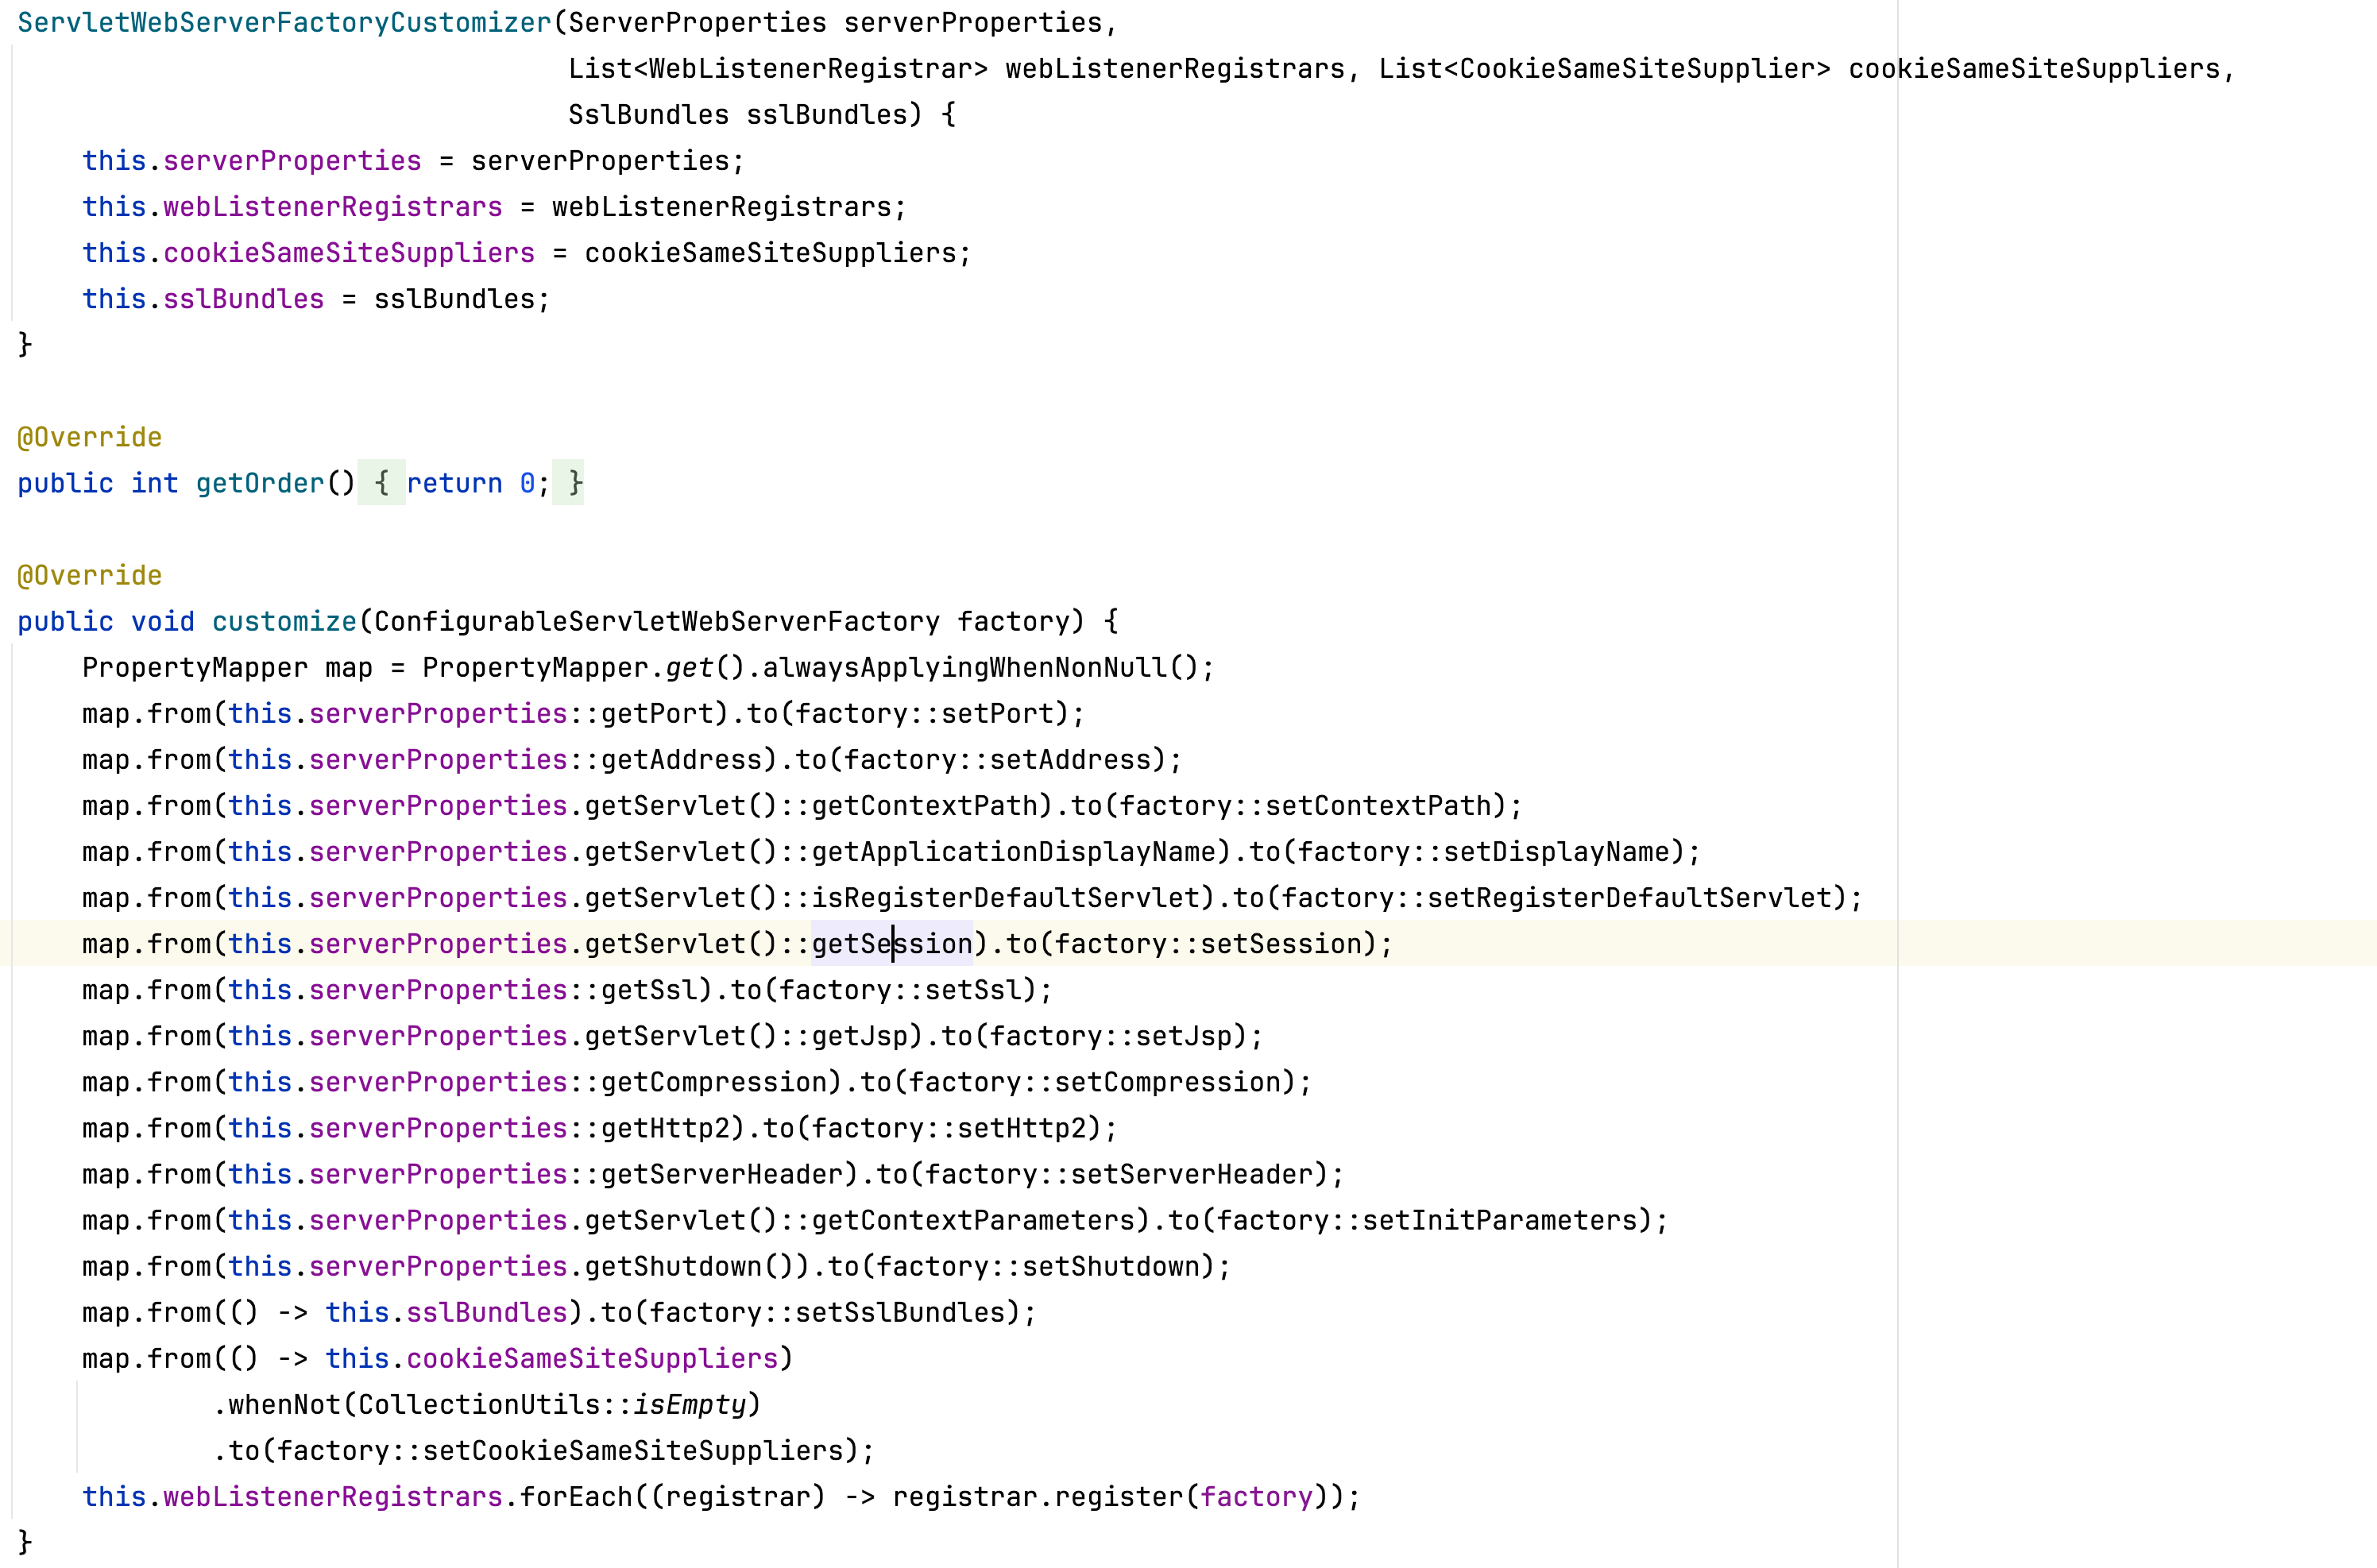 ServletWebServerFactoryCustomizer(ServerProperties serverProperties,
List<WebListenerRegistrar> webListenerRegistrars, List<CookieSameSiteSupplier> cookieSameSiteSuppliers,
SslBundles sslBundles) {
this.serverProperties = serverProperties;
this.webListenerRegistrars = webListenerRegistrars;
this.cookieSameSiteSuppliers = cookieSameSiteSuppliers;
this.sslBundles = sslBundles;
}
@Override
public int getOrder() { return 0; }
@Override
public void customize(ConfigurableServletWebServerFactory factory) {
PropertyMapper map = PropertyMapper.get().alwaysApplyingWhenNonNull();
map.from(this.serverProperties::getPort).to(factory::setPort);
map.from(this.serverProperties::getAddress).to(factory::setAddress);
map.from(this.serverProperties.getServlet()::getContextPath).to(factory::setContextPath);
map.from(this.serverProperties.getServlet()::getApplicationDisplayName).to(factory::setDisplayName);
map.from(this.serverProperties.getServlet()::isRegisterDefaultServlet).to(factory::setRegisterDefaultServlet);
map.from(this.serverProperties.getServlet()::getSession).to(factory::setSession);
map.from(this.serverProperties::getSsl).to(factory::setSsl);
map.from(this.serverProperties.getServlet()::getJsp).to(factory::setJsp);
map.from(this.serverProperties::getCompression).to(factory::setCompression);
map.from(this.serverProperties::getHttp2).to(factory::setHttp2);
map.from(this.serverProperties::getServerHeader).to(factory::setServerHeader);
map.from(this.serverProperties.getServlet()::getContextParameters).to(factory::setInitParameters);
map.from(this.serverProperties.getShutdown()).to(factory::setShutdown);
map.from(() -> this.sslBundles).to(factory::setSslBundles);
map.from(() -> this.cookieSameSiteSuppliers)
.whenNot(CollectionUtils::isEmpty)
.to(factory::setCookieSameSiteSuppliers);
this.webListenerRegistrars.forEach((registrar) -> registrar.register(factory));
}